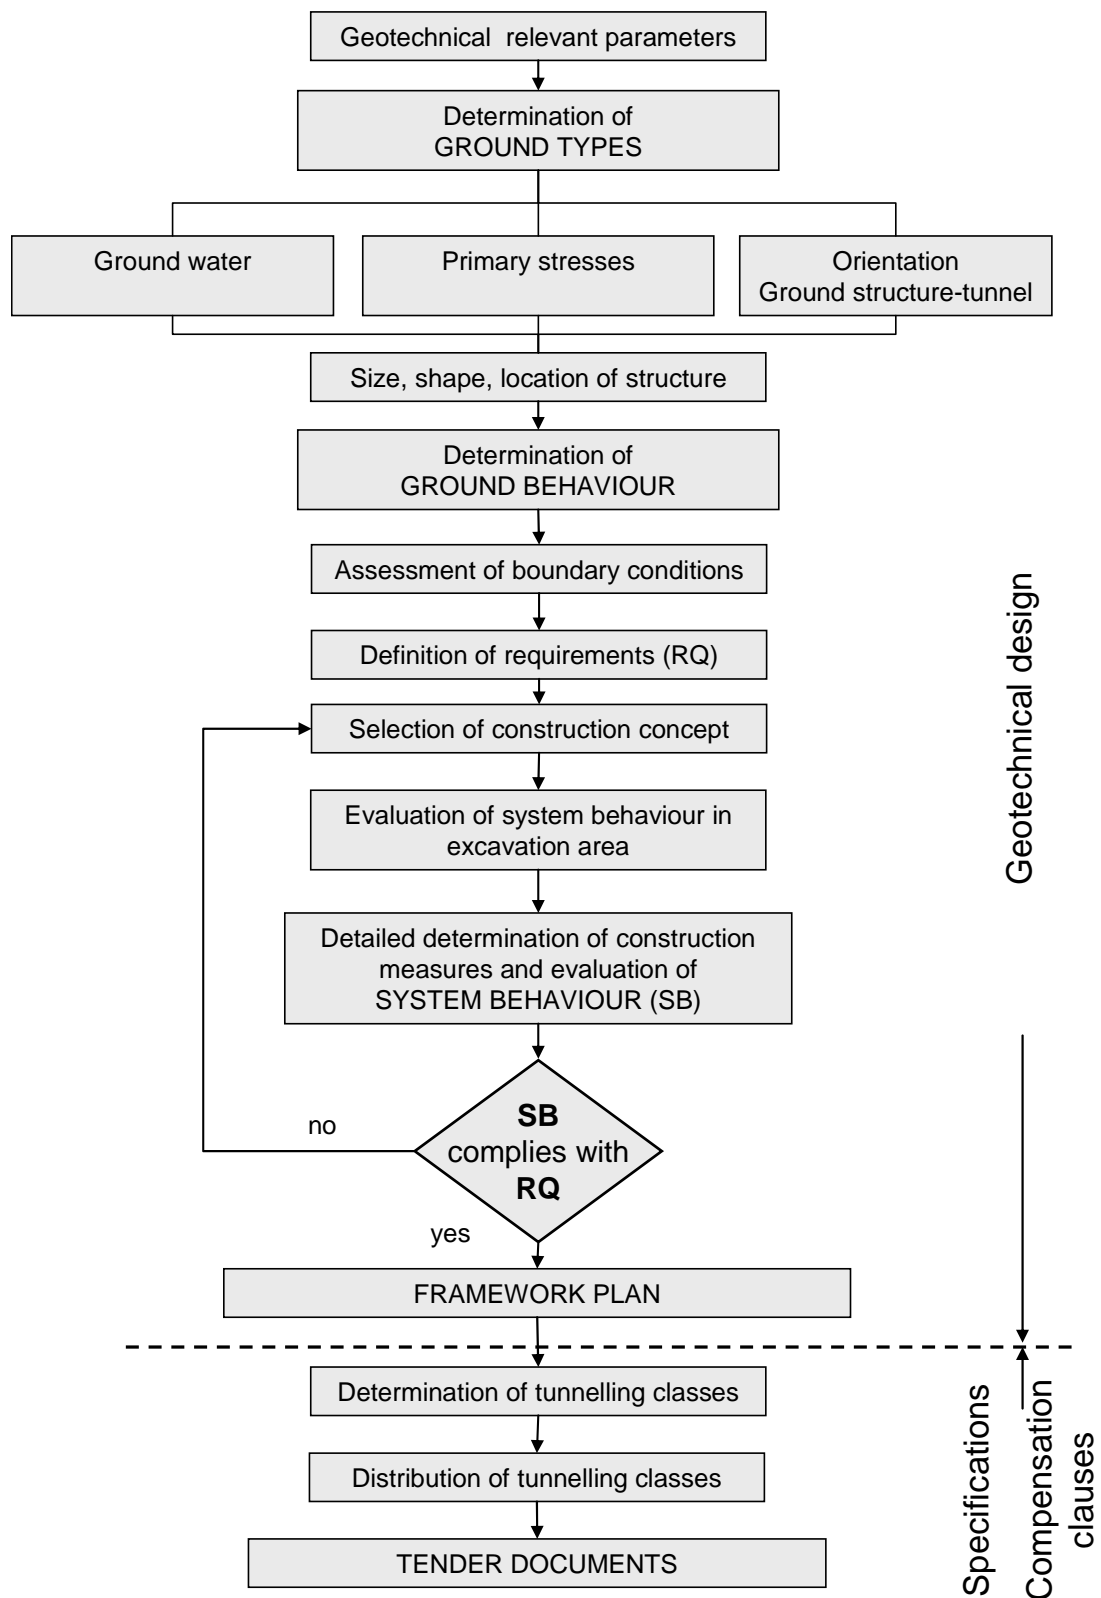 Geotechnical relevant parameters
Determination of
GROUND TYPES
Ground water
Primary stresses
Orientation
Ground structure-tunnel
Size, shape, location of structure
Determination of
GROUND BEHAVIOUR
Assessment of boundary conditions
Definition of requirements (RQ)
Selection of construction concept
Evaluation of system behaviour in
excavation area
Detailed determination of construction
measures and evaluation of
SYSTEM BEHAVIOUR (SB)
SB
complies with
RQ
no
yes
FRAMEWORK PLAN
Determination of tunnelling classes
Distribution of tunnelling classes
TENDER DOCUMENTS
Geotechnical design
Specifications
Compensation
clauses